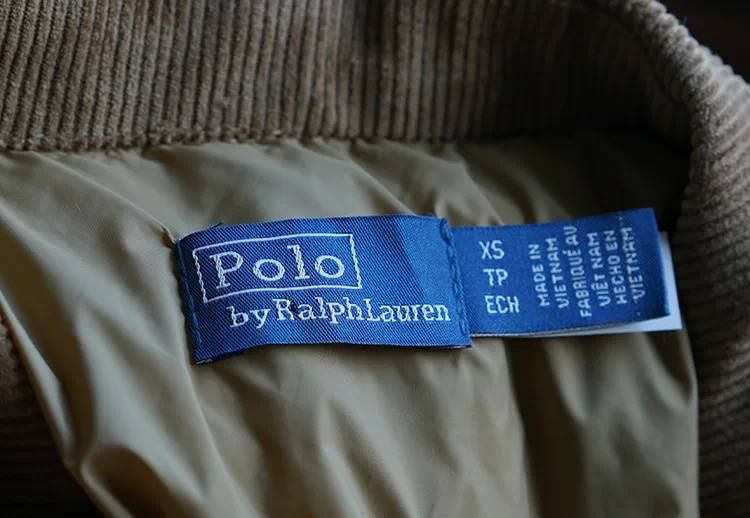 Polo
by Ralph Lauren
XS
TP
ECH
MADE IN
VIETNAM
FABRIQUÉ AU
VIÊT NAM
HECHO EN
VIETNAM